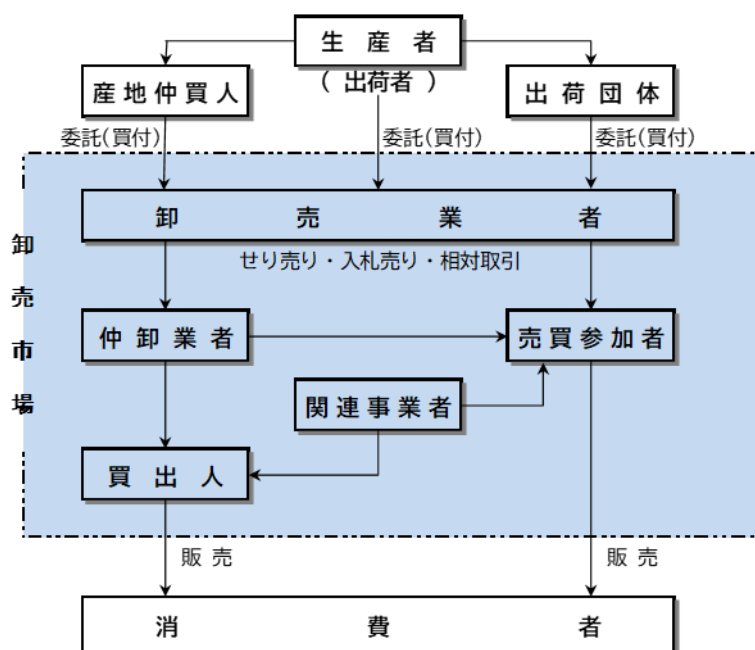 生産者
(出荷者)
産地仲買人
出荷団体
委託(買付)
委託(買付)
委託(買付)
卸売市場
卸売業者
せり売り・入札売り・相対取引
仲卸業者
売買参加者
関連事業者
買出人
販売
販売
消費者